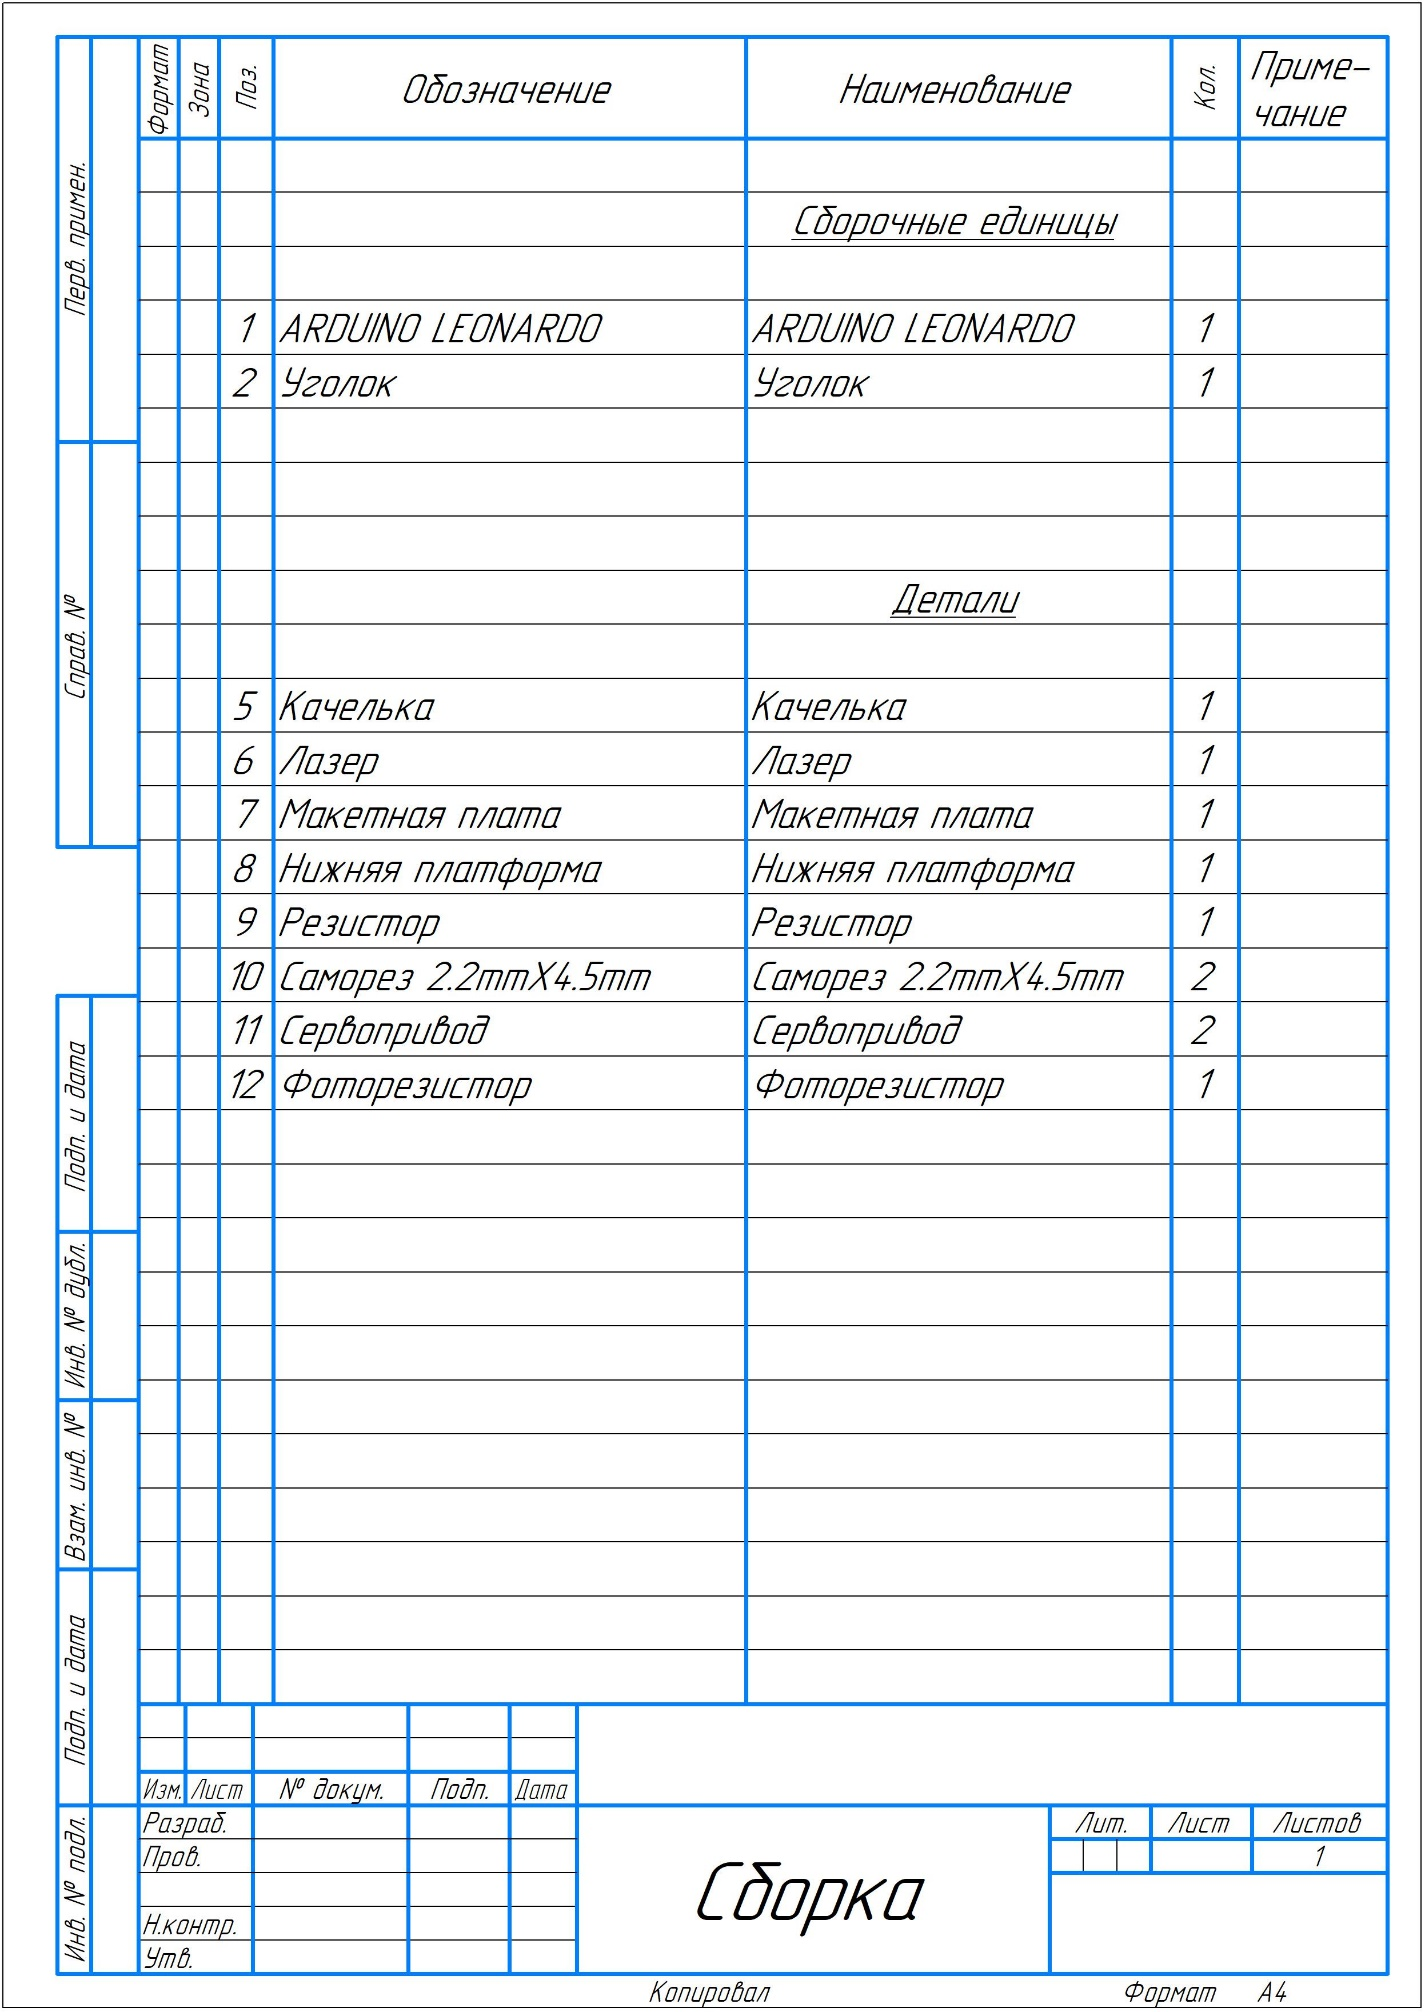 Формат Зона Поз. Обозначение Наименование Кол. Приме-
чание
Сборочные единицы
1 ARDUINO LEONARDO ARDUINO LEONARDO 1
2 Уголок Уголок 1
Детали
5 Качелька Качелька 1
6 Лазер Лазер 1
7 Макетная плата Макетная плата 1
8 Нижняя платформа Нижняя платформа 1
9 Резистор Резистор 1
10 Саморез 2.2mmX4.5mm Саморез 2.2mmX4.5mm 2
11 Сервопривод Сервопривод 2
12 Фоторезистор Фоторезистор 1
Перв. примен.
Справ. №
Подп. и дата
Инв. № дубл.
Взам. инв. №
Подп. и дата
Инв. № подл.
Изм. Лист № докум. Подп. Дата
Разраб.
Пров.
Н.контр.
Утв.
Сборка
Лит. Лист Листов
1
Копировал Формат А4